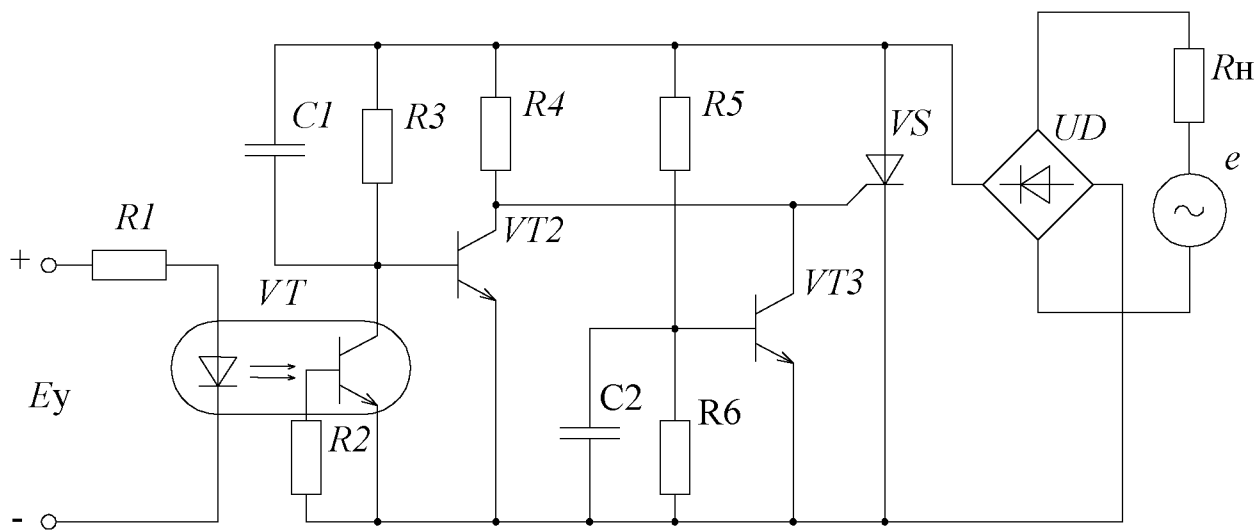 C1
R3
R4
R5
VS
UD
Rн
e
~
R1
VT2
+
VT
VT3
Eу
R2
C2
R6
-